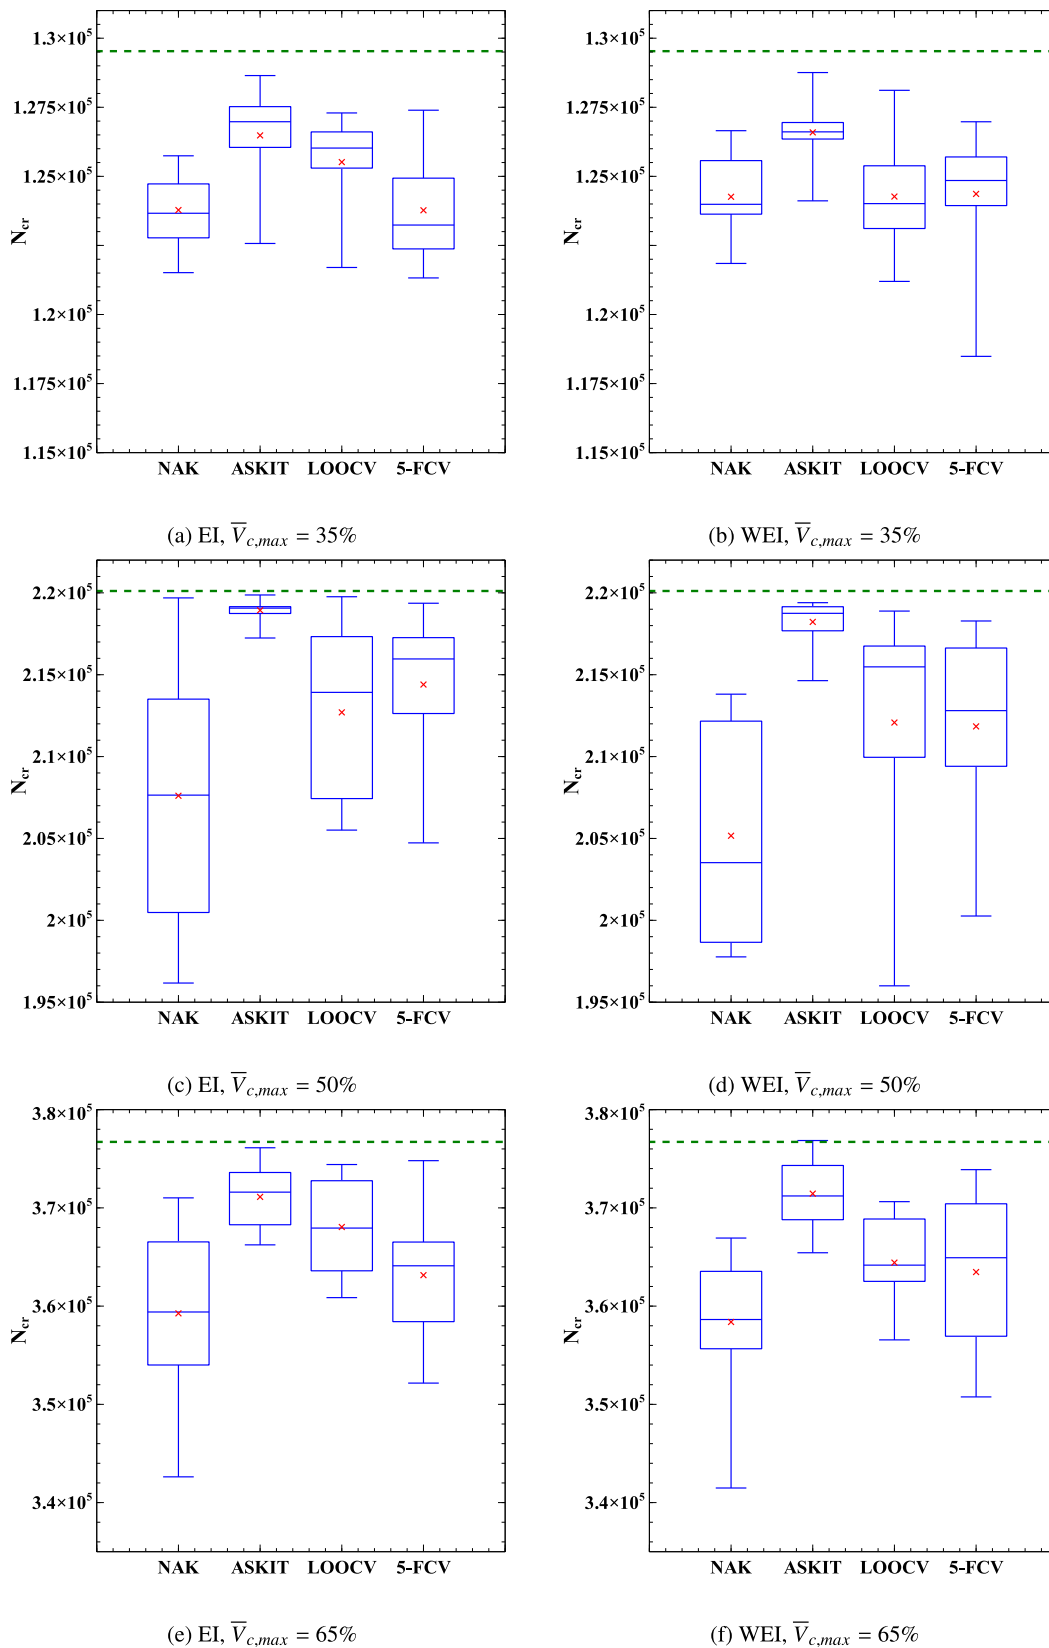 1.3×10⁵
1.275×10⁵
1.25×10⁵
1.2×10⁵
1.175×10⁵
1.15×10⁵
N_cr
NAK ASKIT LOOCV 5-FCV
(a) EI, V̅_c,max = 35%
1.3×10⁵
1.275×10⁵
1.25×10⁵
1.2×10⁵
1.175×10⁵
1.15×10⁵
N_cr
NAK ASKIT LOOCV 5-FCV
(b) WEI, V̅_c,max = 35%
2.2×10⁵
2.15×10⁵
2.1×10⁵
2.05×10⁵
2×10⁵
1.95×10⁵
N_cr
NAK ASKIT LOOCV 5-FCV
(c) EI, V̅_c,max = 50%
2.2×10⁵
2.15×10⁵
2.1×10⁵
2.05×10⁵
2×10⁵
1.95×10⁵
N_cr
NAK ASKIT LOOCV 5-FCV
(d) WEI, V̅_c,max = 50%
3.8×10⁵
3.7×10⁵
3.6×10⁵
3.5×10⁵
3.4×10⁵
N_cr
NAK ASKIT LOOCV 5-FCV
(e) EI, V̅_c,max = 65%
3.8×10⁵
3.7×10⁵
3.6×10⁵
3.5×10⁵
3.4×10⁵
N_cr
NAK ASKIT LOOCV 5-FCV
(f) WEI, V̅_c,max = 65%